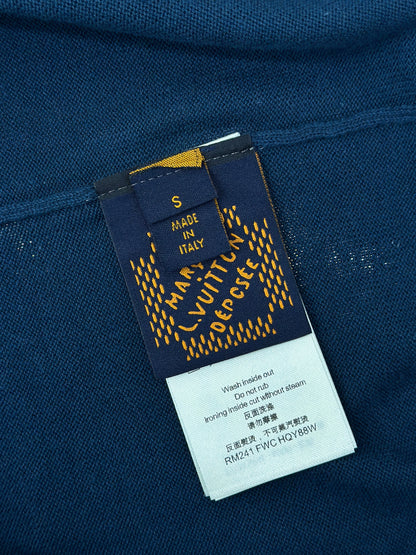 S
MADE
IN
ITALY
L.VUITTON
DÉPOSÉE
Wash inside out
Do not rub
Ironing inside out without steam
反面洗涤
请勿摩擦
反面熨烫，不可蒸汽熨烫
RM241 FWC HQY88W